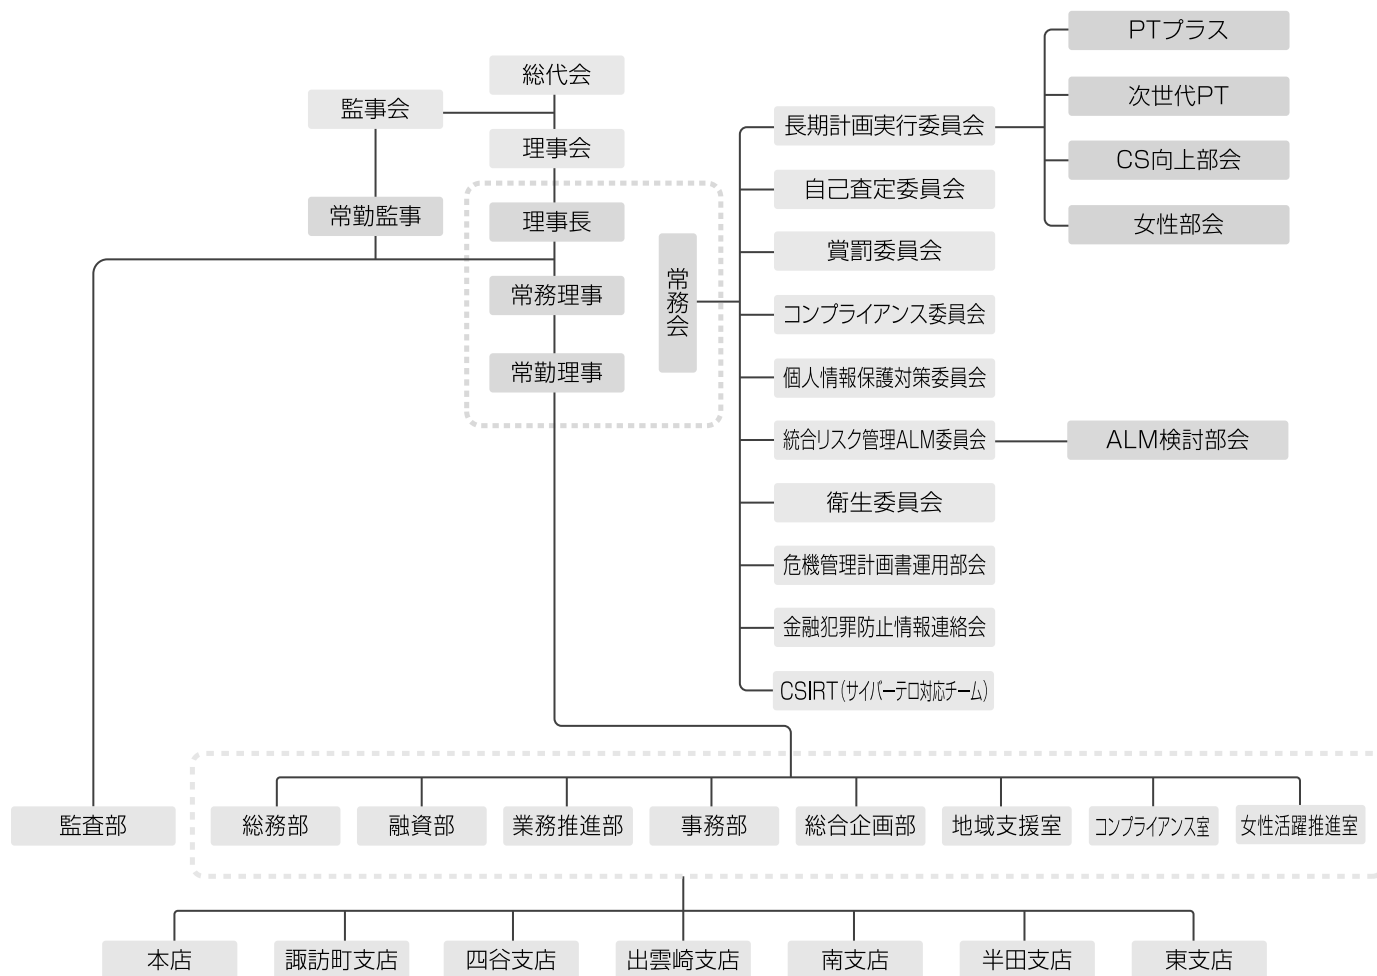 総代会
監事会
理事会
常勤監事
理事長
常務理事
常勤理事
常務会
長期計画実行委員会
自己査定委員会
賞罰委員会
コンプライアンス委員会
個人情報保護対策委員会
統合リスク管理ALM委員会
衛生委員会
危機管理計画書運用部会
金融犯罪防止情報連絡会
CSIRT(サイバーテロ対応チーム)
PTプラス
次世代PT
CS向上部会
女性部会
ALM検討部会
監査部
総務部
融資部
業務推進部
事務部
総合企画部
地域支援室
コンプライアンス室
女性活躍推進室
本店
諏訪町支店
四谷支店
出雲崎支店
南支店
半田支店
東支店